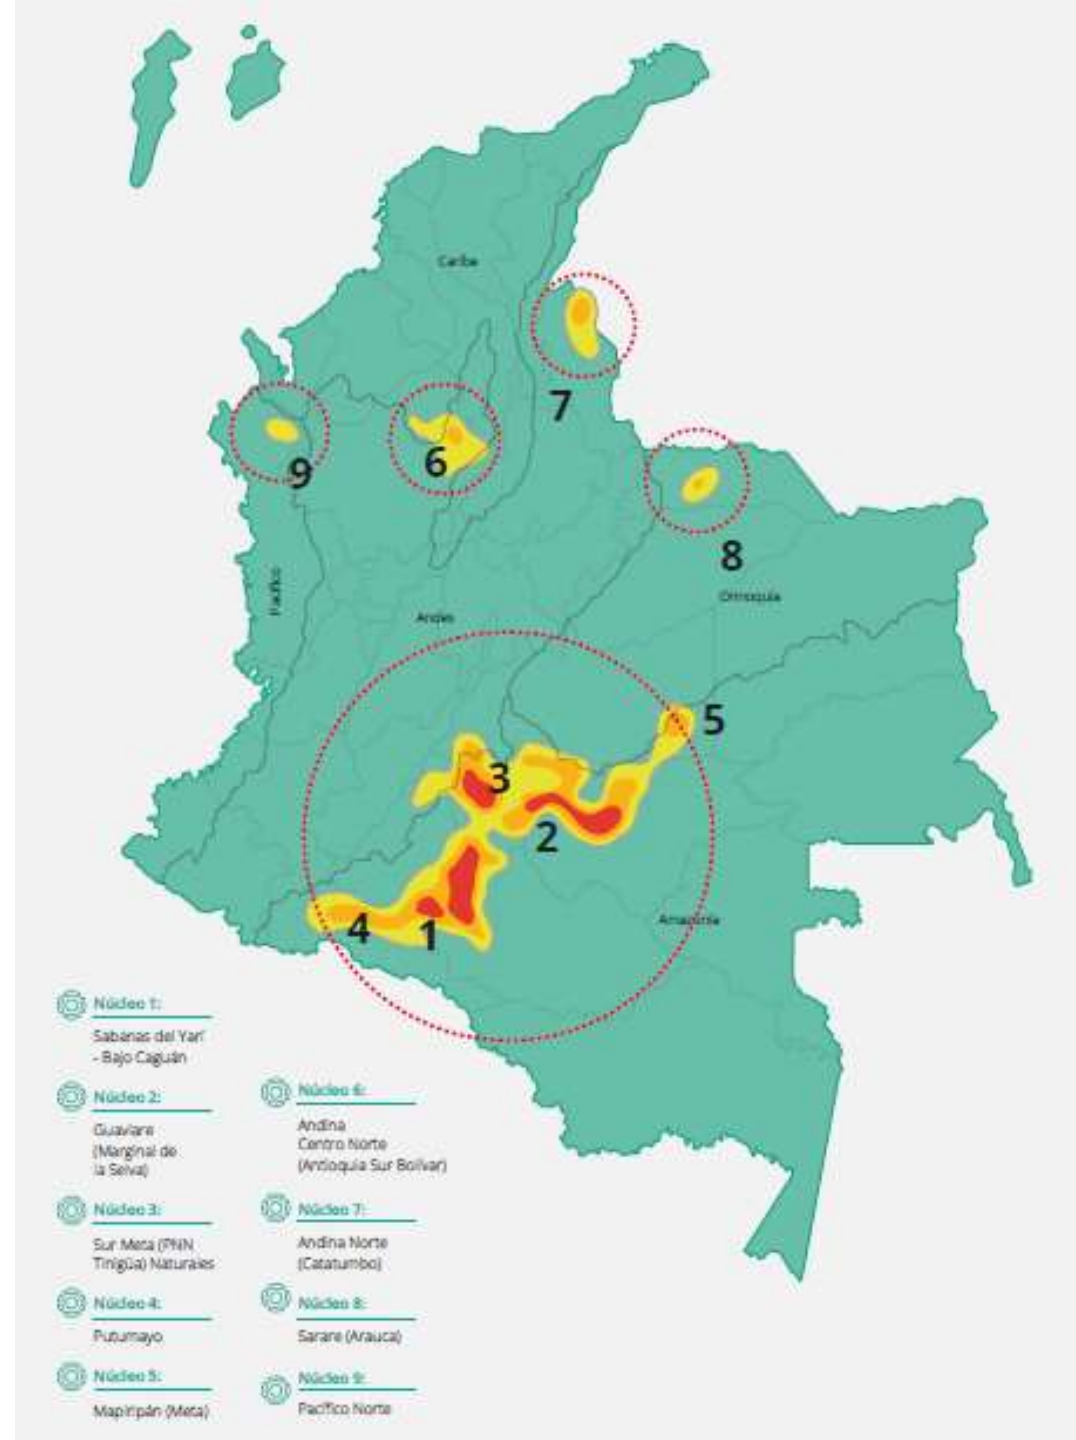 Caribe
7
9
6
8
Pacífico
Orinoquía
Andes
5
3
2
Amazonía
4
1
Núcleo 1:
Sabanas del Yarí
- Bajo Caguán
Núcleo 2:
Guaviare
(Marginal de
la Selva)
Núcleo 3:
Sur Meta (PNN
Tinigüa) Naturales
Núcleo 4:
Putumayo
Núcleo 5:
Mapiripán (Meta)
Núcleo 6:
Andina
Centro Norte
(Antioquia Sur Bolívar)
Núcleo 7:
Andina Norte
(Catatumbo)
Núcleo 8:
Sarare (Arauca)
Núcleo 9:
Pacífico Norte